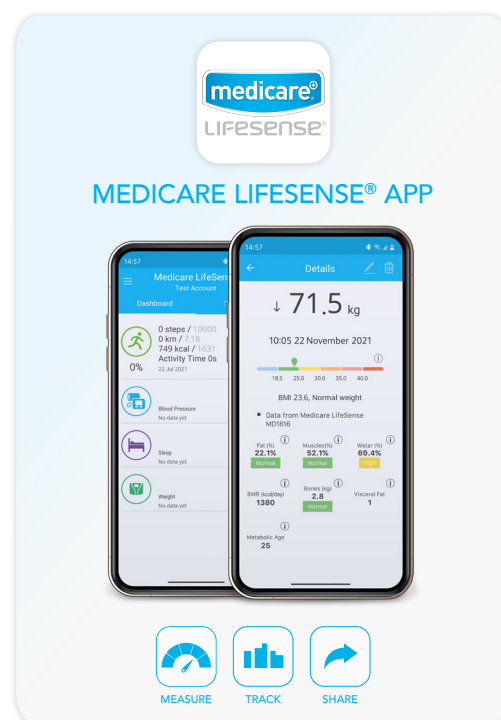 medicare®
LIFESENSE®
MEDICARE LIFESENSE® APP
14:57
Medicare LifeSen
Test Account
Dashboard
T
0 steps / 10000
0 km / 7.18
749 kcal / 1631
Activity Time 0s
22 Jul 2021
0%
Blood Pressure
No data yet
Sleep
No data yet
Weight
No data yet
14:57
Details
↓ 71.5 kg
10:05 22 November 2021
18.5 25.0 30.0 35.0 40.0
BMI 23.6, Normal weight
• Data from Medicare LifeSense
MD1816
Fat (%) Muscles(%) Water (%)
22.1% 52.1% 69.4%
Normal Normal High
BMR (kcal/day) Bones (kg) Visceral Fat
1380 2.8 1
Normal
Metabolic Age
25
MEASURE TRACK SHARE